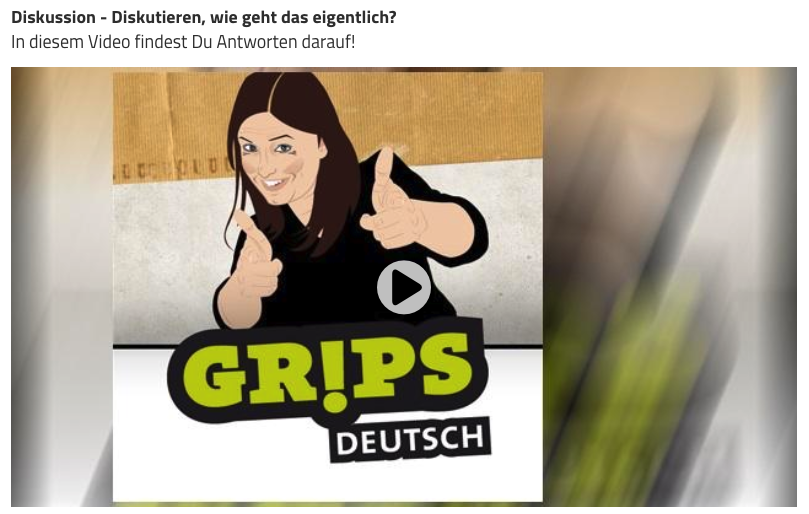 Diskussion - Diskutieren, wie geht das eigentlich?
In diesem Video findest Du Antworten darauf!
GR!PS
DEUTSCH